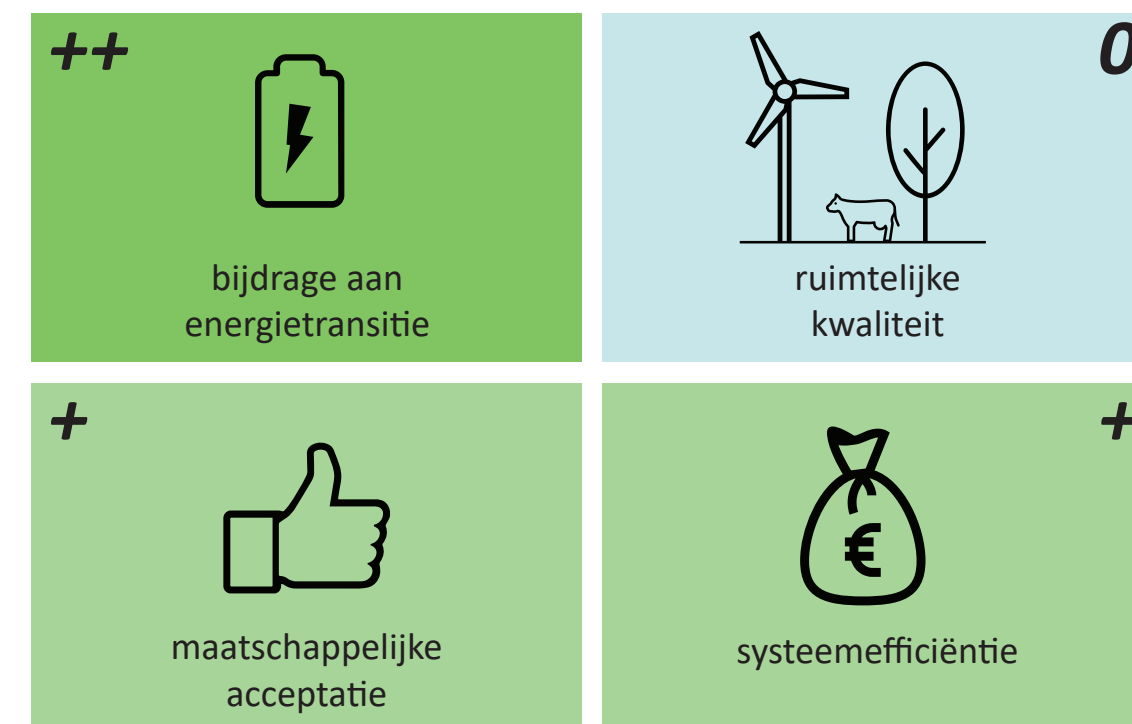 ++
bijdrage aan
energietransitie
0
ruimtelijke
kwaliteit
+
maatschappelijke
acceptatie
+
€
systeemefficiëntie